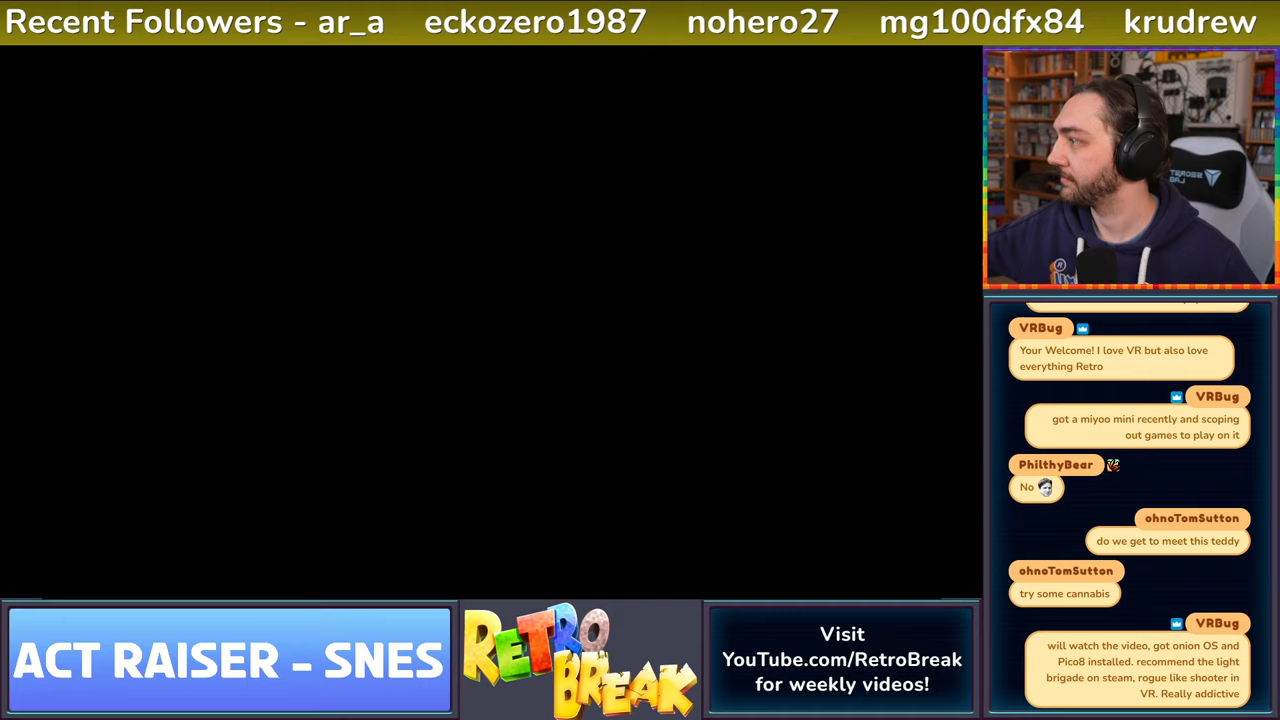 Recent Followers - ar_a eckozero1987 nohero27 mg100dfx84 krudrew
VRBug
Your Welcome! I love VR but also love
everything Retro
VRBug
got a miyoo mini recently and scoping
out games to play on it
PhilthyBear
No
ohnoTomSutton
do we get to meet this teddy
ohnoTomSutton
try some cannabis
VRBug
will watch the video, got onion OS and
Pico8 installed. recommend the light
brigade on steam, rogue like shooter in
VR. Really addictive
ACT RAISER - SNES
RETRO
BREAK
Visit
YouTube.com/RetroBreak
for weekly videos!